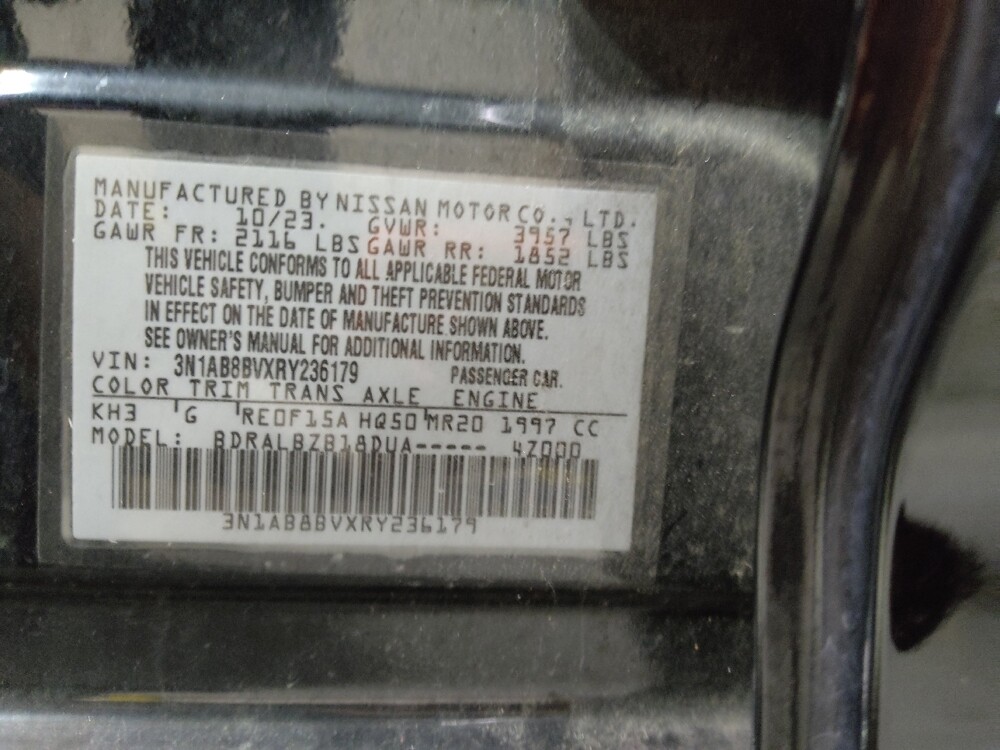 MANUFACTURED BY NISSAN MOTOR CO., LTD.
DATE: 10/23. GVWR: 3957 LBS
GAWR FR: 2116 LBS GAWR RR: 1852 LBS
THIS VEHICLE CONFORMS TO ALL APPLICABLE FEDERAL MOTOR
VEHICLE SAFETY, BUMPER AND THEFT PREVENTION STANDARDS
IN EFFECT ON THE DATE OF MANUFACTURE SHOWN ABOVE.
SEE OWNER'S MANUAL FOR ADDITIONAL INFORMATION.
VIN: 3N1AB8BVXRY236179 PASSENGER CAR.
COLOR TRIM TRANS AXLE ENGINE
KH3 G RE0F15A HQ50 MR20 1997 CC
MODEL: BDRALBZB18DUA----- 4Z000
3N1AB8BVXRY236179